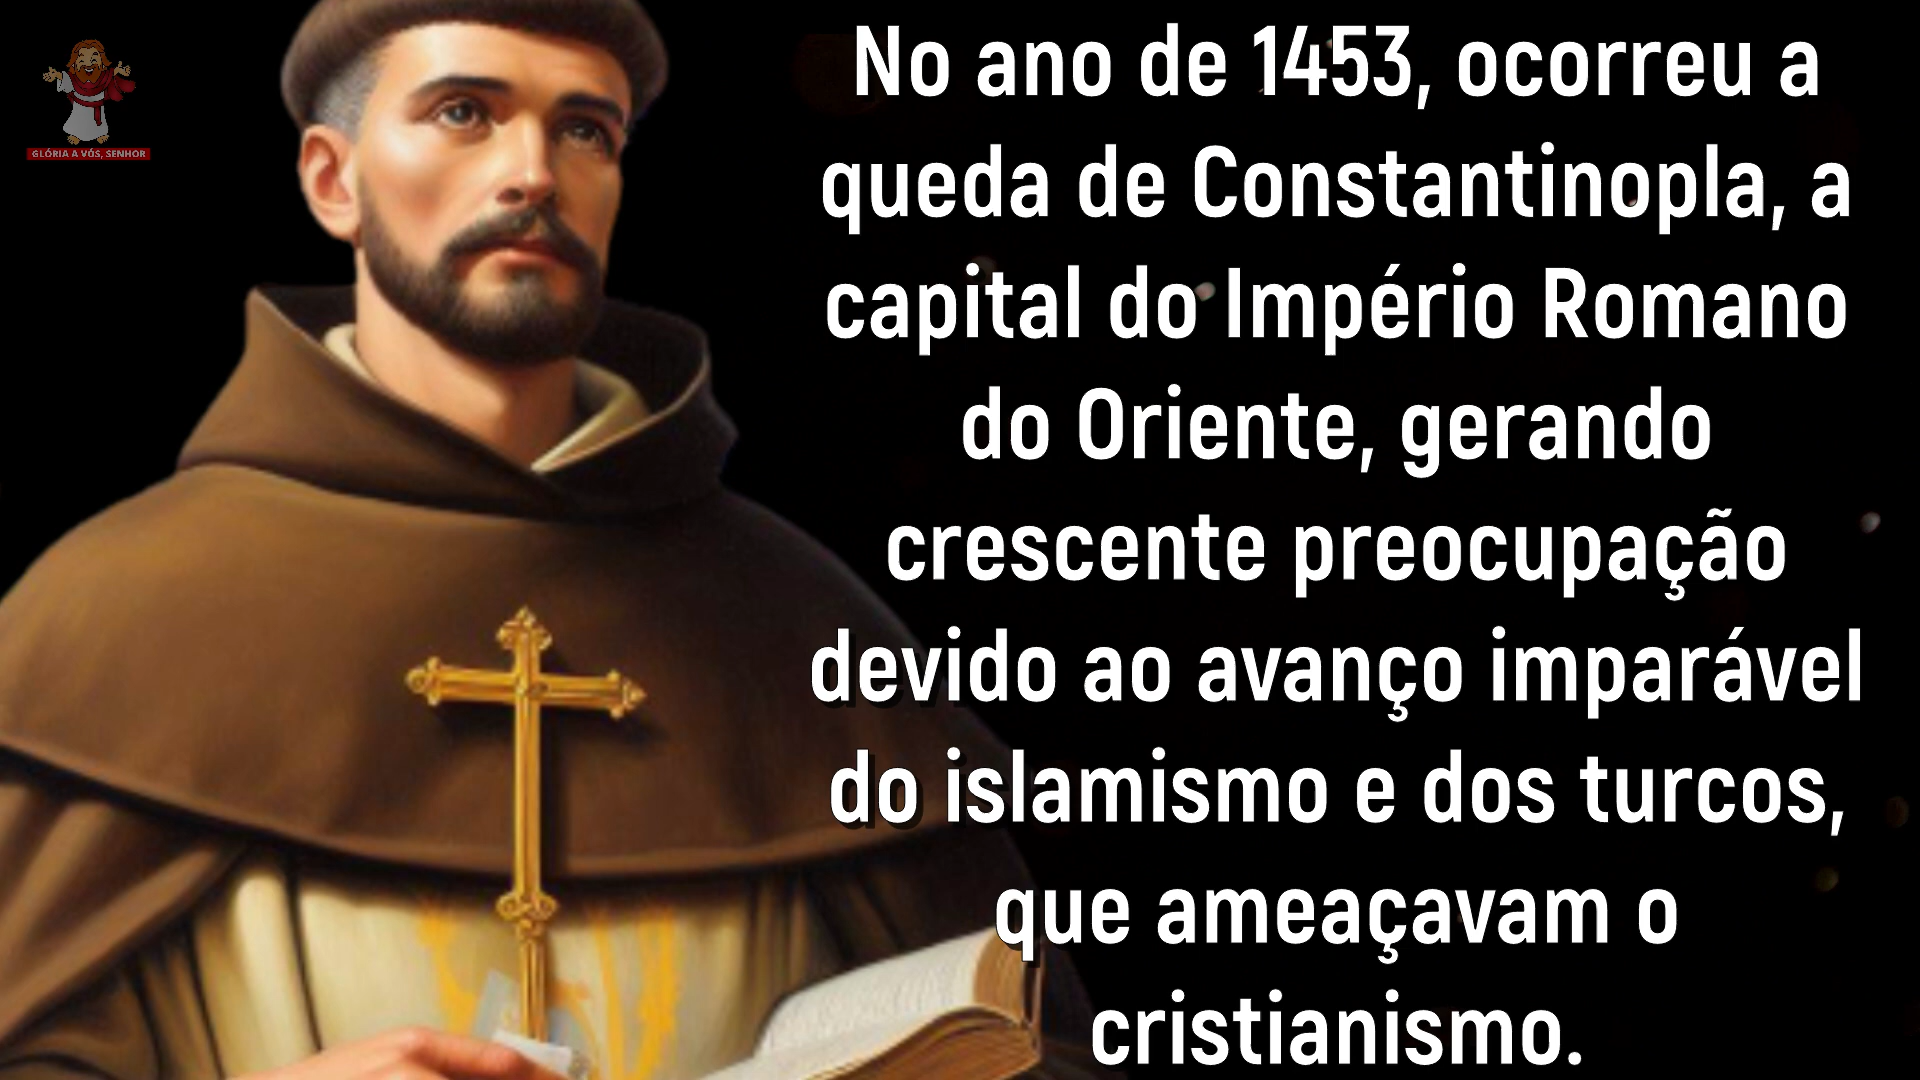 GLÓRIA A VÓS, SENHOR
No ano de 1453, ocorreu a
queda de Constantinopla, a
capital do Império Romano
do Oriente, gerando
crescente preocupação
devido ao avanço imparável
do islamismo e dos turcos,
que ameaçavam o
cristianismo.